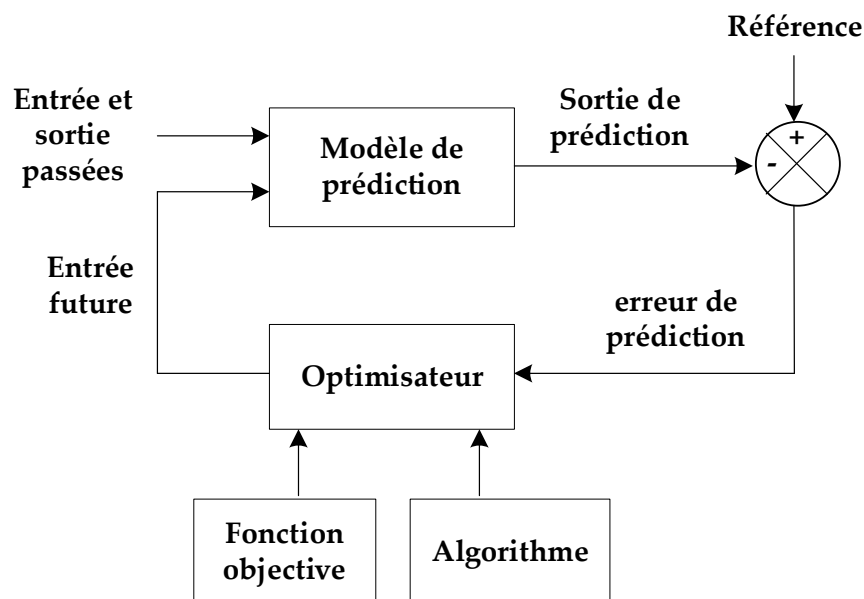 Référence
Entrée et
sortie
passées
Modèle de
prédiction
Sortie de
prédiction
+
-
Entrée
future
Optimisateur
erreur de
prédiction
Fonction
objective
Algorithme